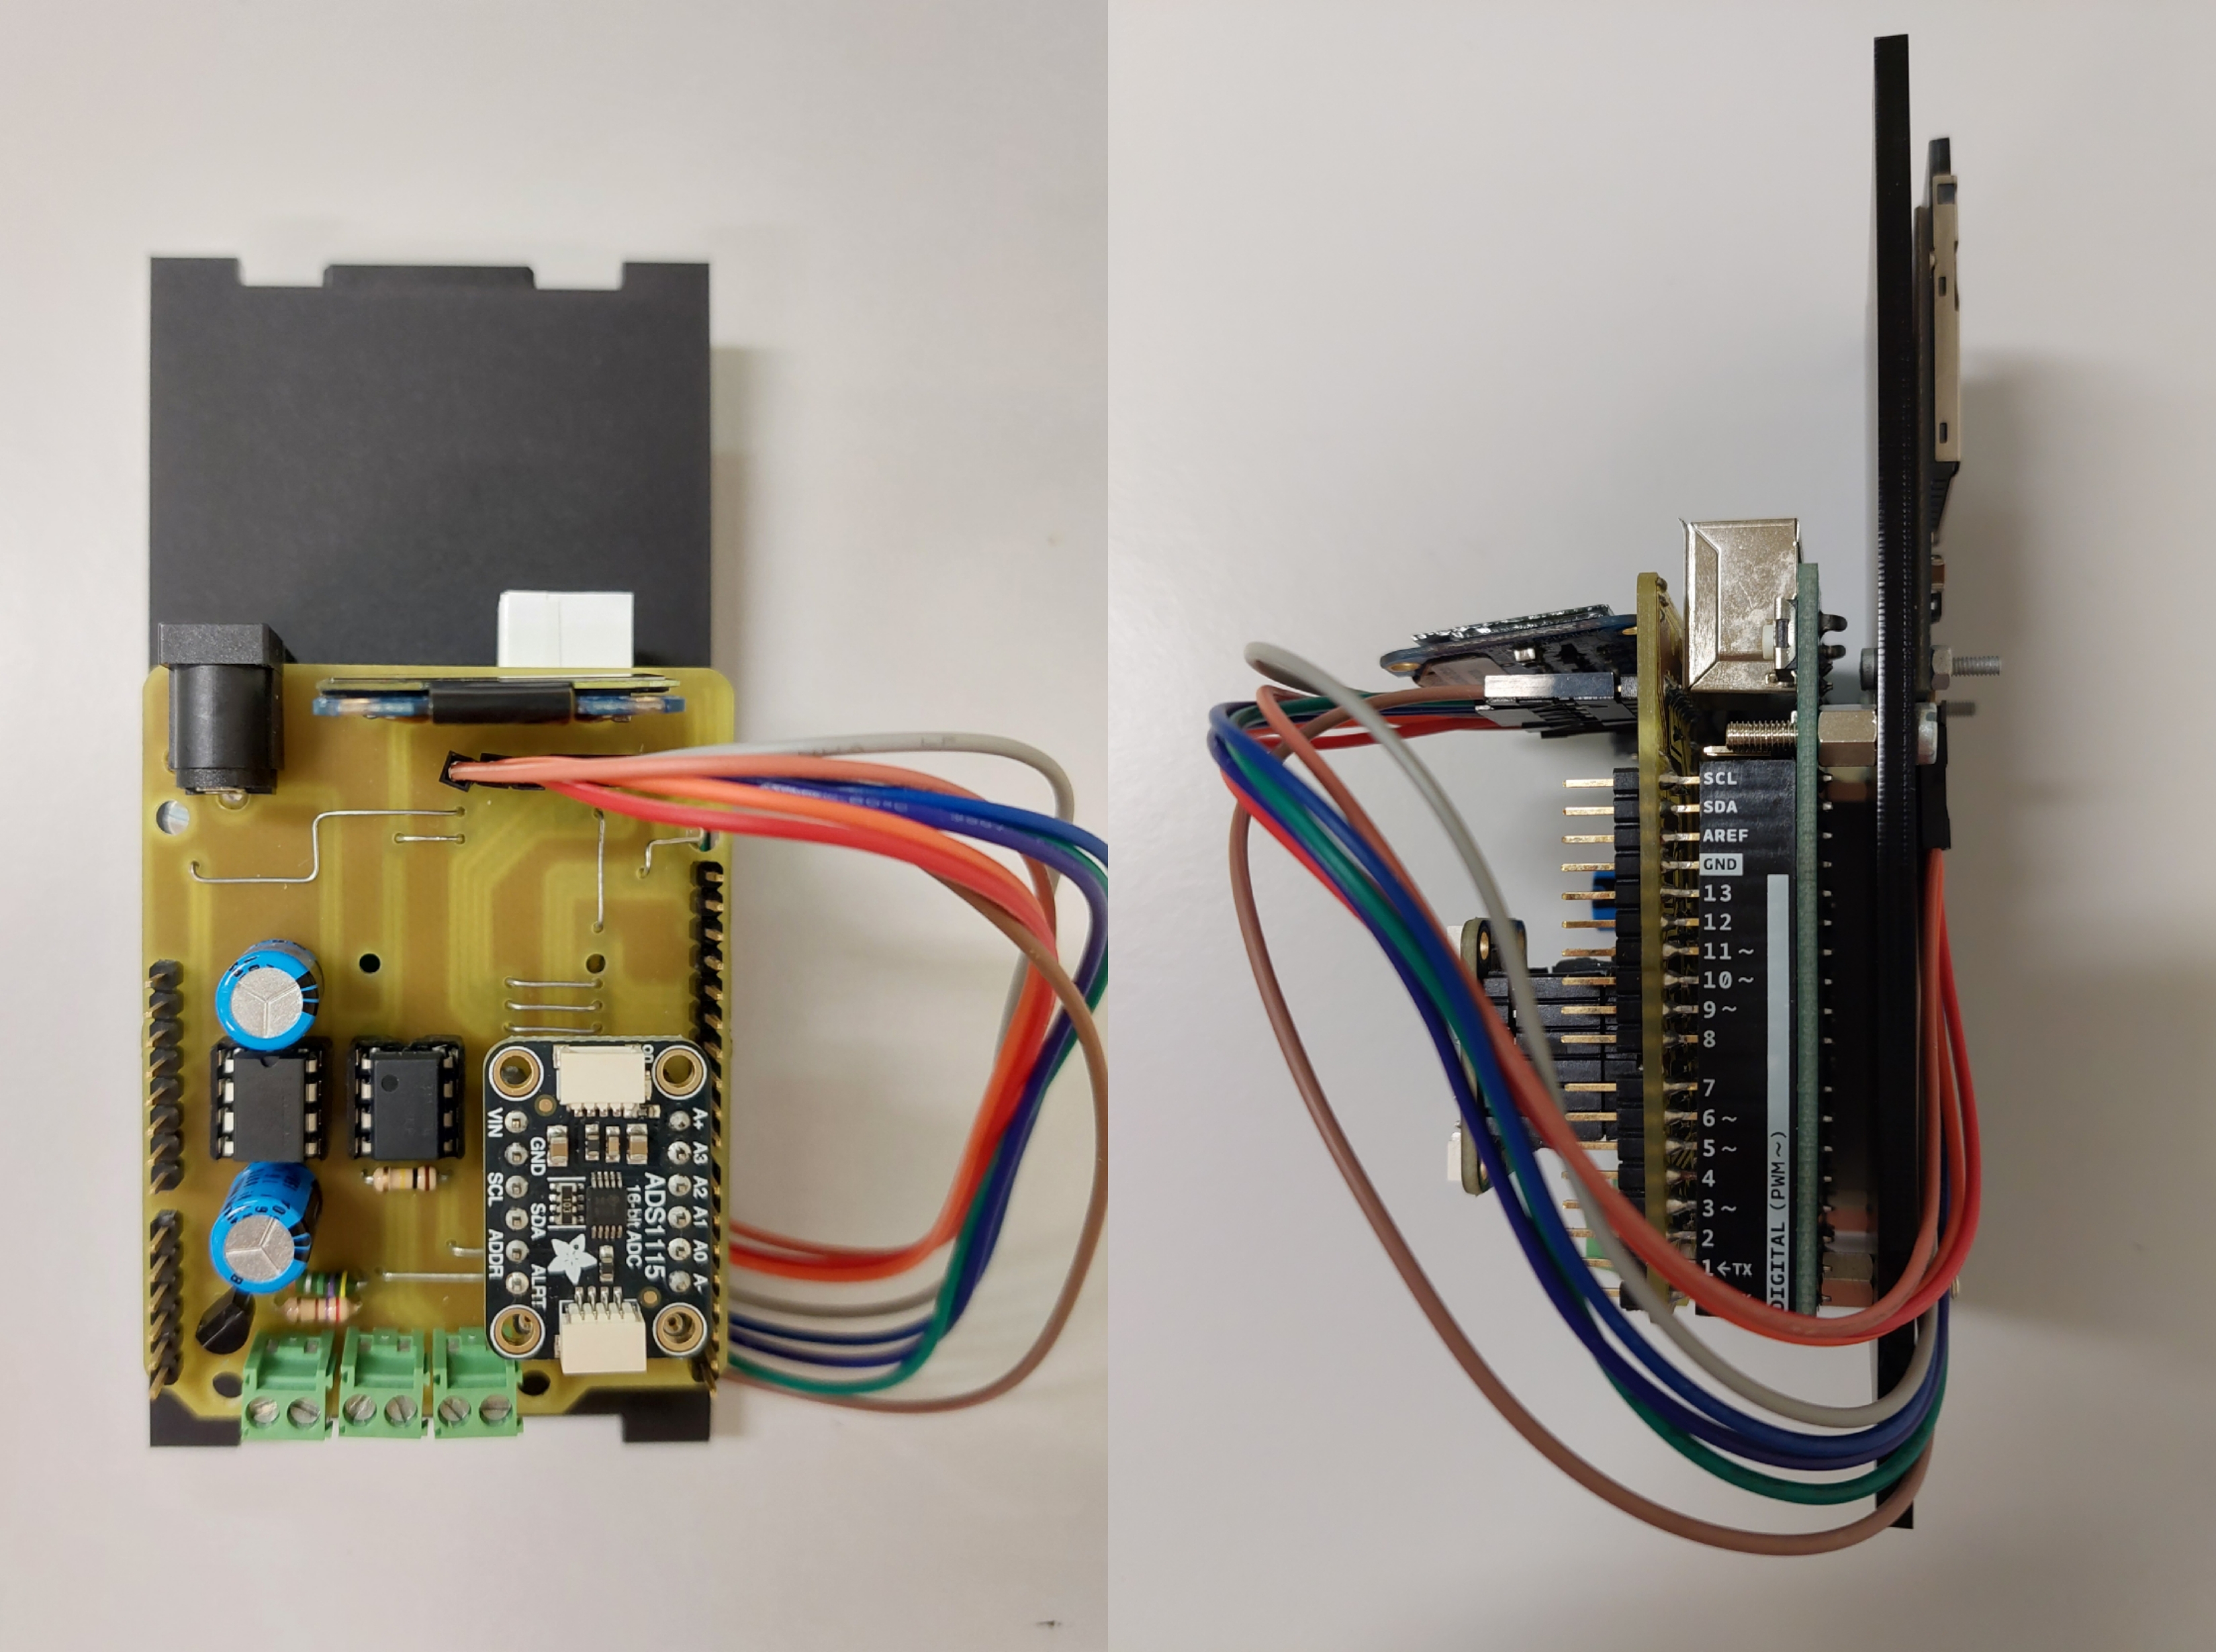 VIN
GND
SCL
SDA
ADDR
ALRT
ADS1115
16-bit ADC
A+
A3
A2
A1
A0
A-
SCL
SDA
AREF
GND
13
12
11~
10~
9~
8
7
6~
5~
4
3~
2
1←TX
DIGITAL (PWM~)